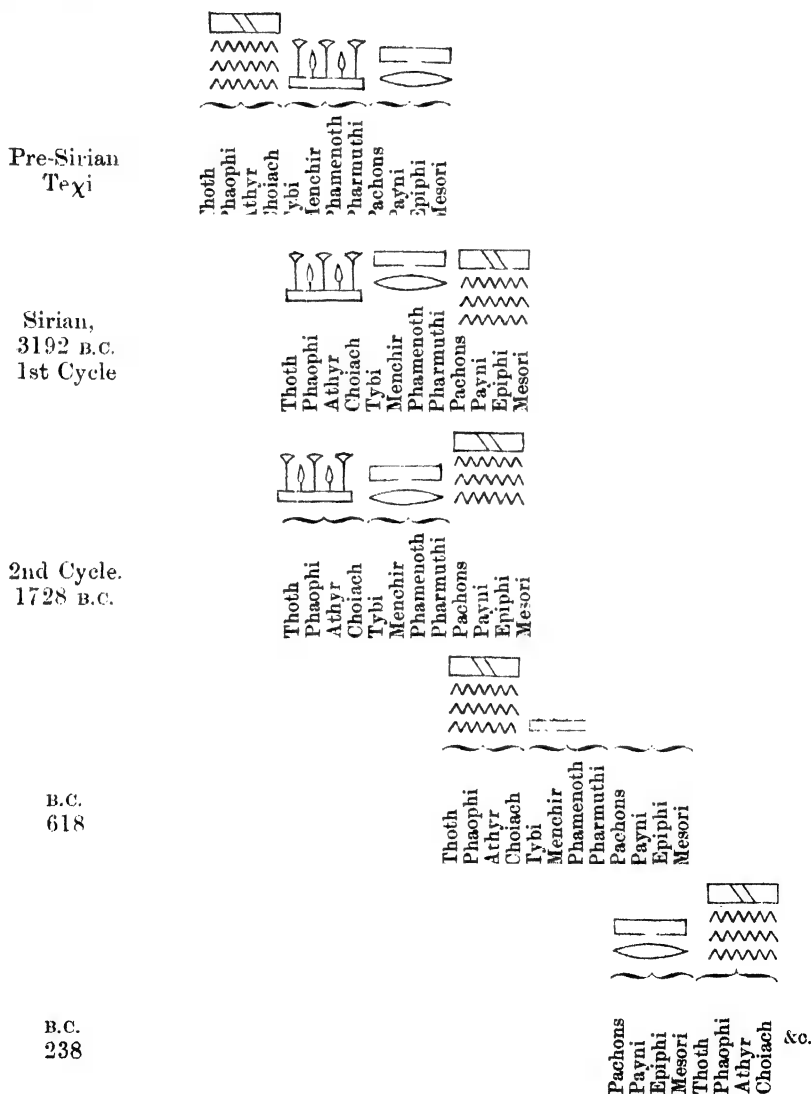 Pre-Sirian
Texi
Thoth
Phaophi
Athyr
Choiach
Tybi
Menchir
Phamenoth
Pharmuthi
Pachons
Payni
Epiphi
Mesori
Sirian,
3192 B.C.
1st Cycle
Thoth
Phaophi
Athyr
Choiach
Tybi
Menchir
Phamenoth
Pharmuthi
Pachons
Payni
Epiphi
Mesori
2nd Cycle.
1728 B.C.
Thoth
Phaophi
Athyr
Choiach
Tybi
Menchir
Phamenoth
Pharmuthi
Pachons
Payni
Epiphi
Mesori
B.C.
618
Thoth
Phaophi
Athyr
Choiach
Tybi
Menchir
Phamenoth
Pharmuthi
Pachons
Payni
Epiphi
Mesori
B.C.
238
Pachons
Payni
Epiphi
Mesori
Thoth
Phaophi
Athyr
Choiach
&c.